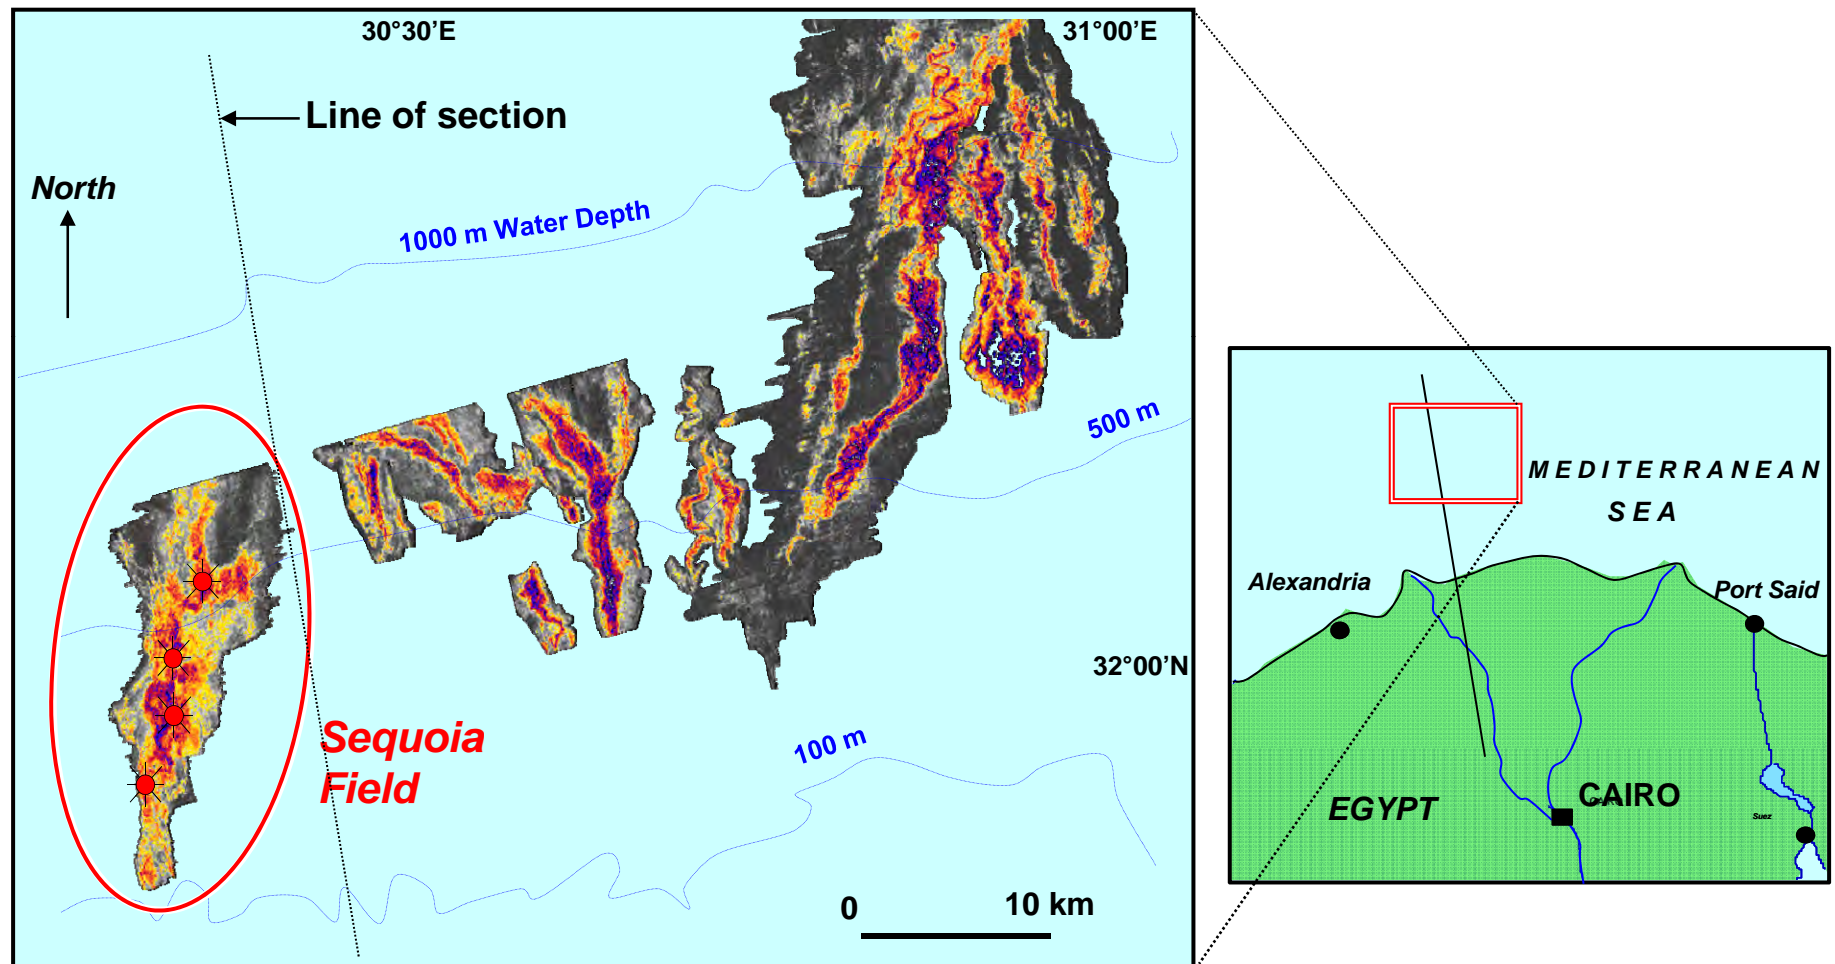 30°30'E
31°00'E
Line of section
North
1000 m Water Depth
500 m
32°00'N
Sequoia
Field
100 m
0
10 km
MEDITERRANEAN
SEA
Alexandria
Port Said
EGYPT
CAIRO
CAIRO
Suez